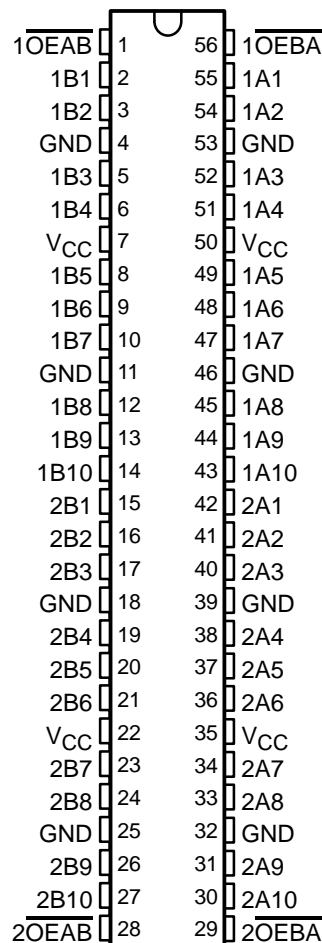 1OEAB 1 56 1OEBA
1B1 2 55 1A1
1B2 3 54 1A2
GND 4 53 GND
1B3 5 52 1A3
1B4 6 51 1A4
VCC 7 50 VCC
1B5 8 49 1A5
1B6 9 48 1A6
1B7 10 47 1A7
GND 11 46 GND
1B8 12 45 1A8
1B9 13 44 1A9
1B10 14 43 1A10
2B1 15 42 2A1
2B2 16 41 2A2
2B3 17 40 2A3
GND 18 39 GND
2B4 19 38 2A4
2B5 20 37 2A5
2B6 21 36 2A6
VCC 22 35 VCC
2B7 23 34 2A7
2B8 24 33 2A8
GND 25 32 GND
2B9 26 31 2A9
2B10 27 30 2A10
2OEAB 28 29 2OEBA